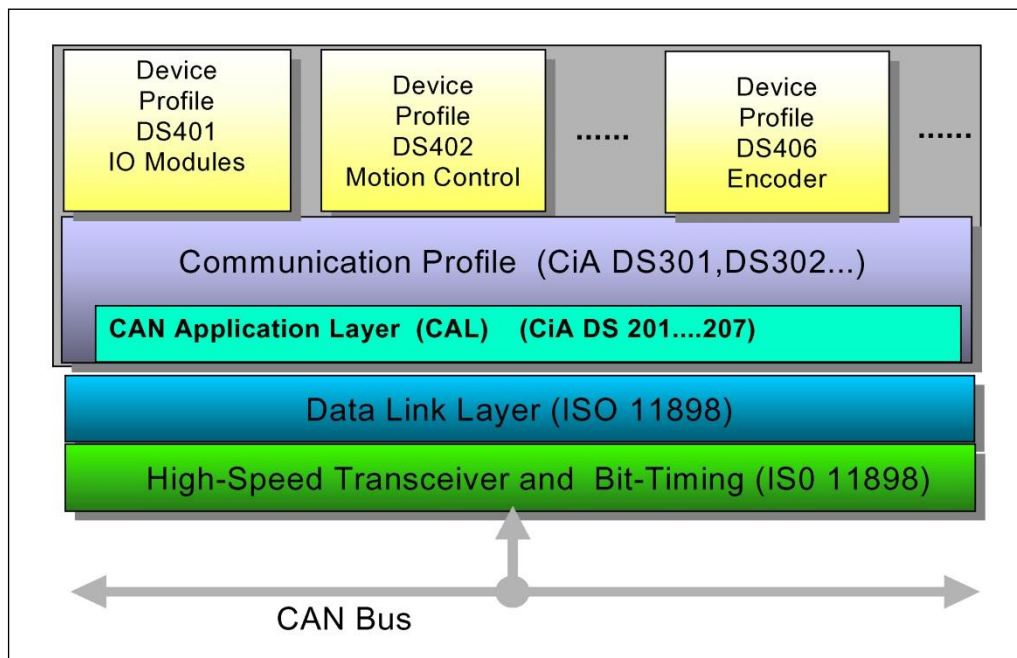 Device
Profile
DS401
IO Modules
Device
Profile
DS402
Motion Control
......
Device
Profile
DS406
Encoder
......
Communication Profile (CiA DS301,DS302...)
CAN Application Layer (CAL) (CiA DS 201....207)
Data Link Layer (ISO 11898)
High-Speed Transceiver and Bit-Timing (IS0 11898)
CAN Bus